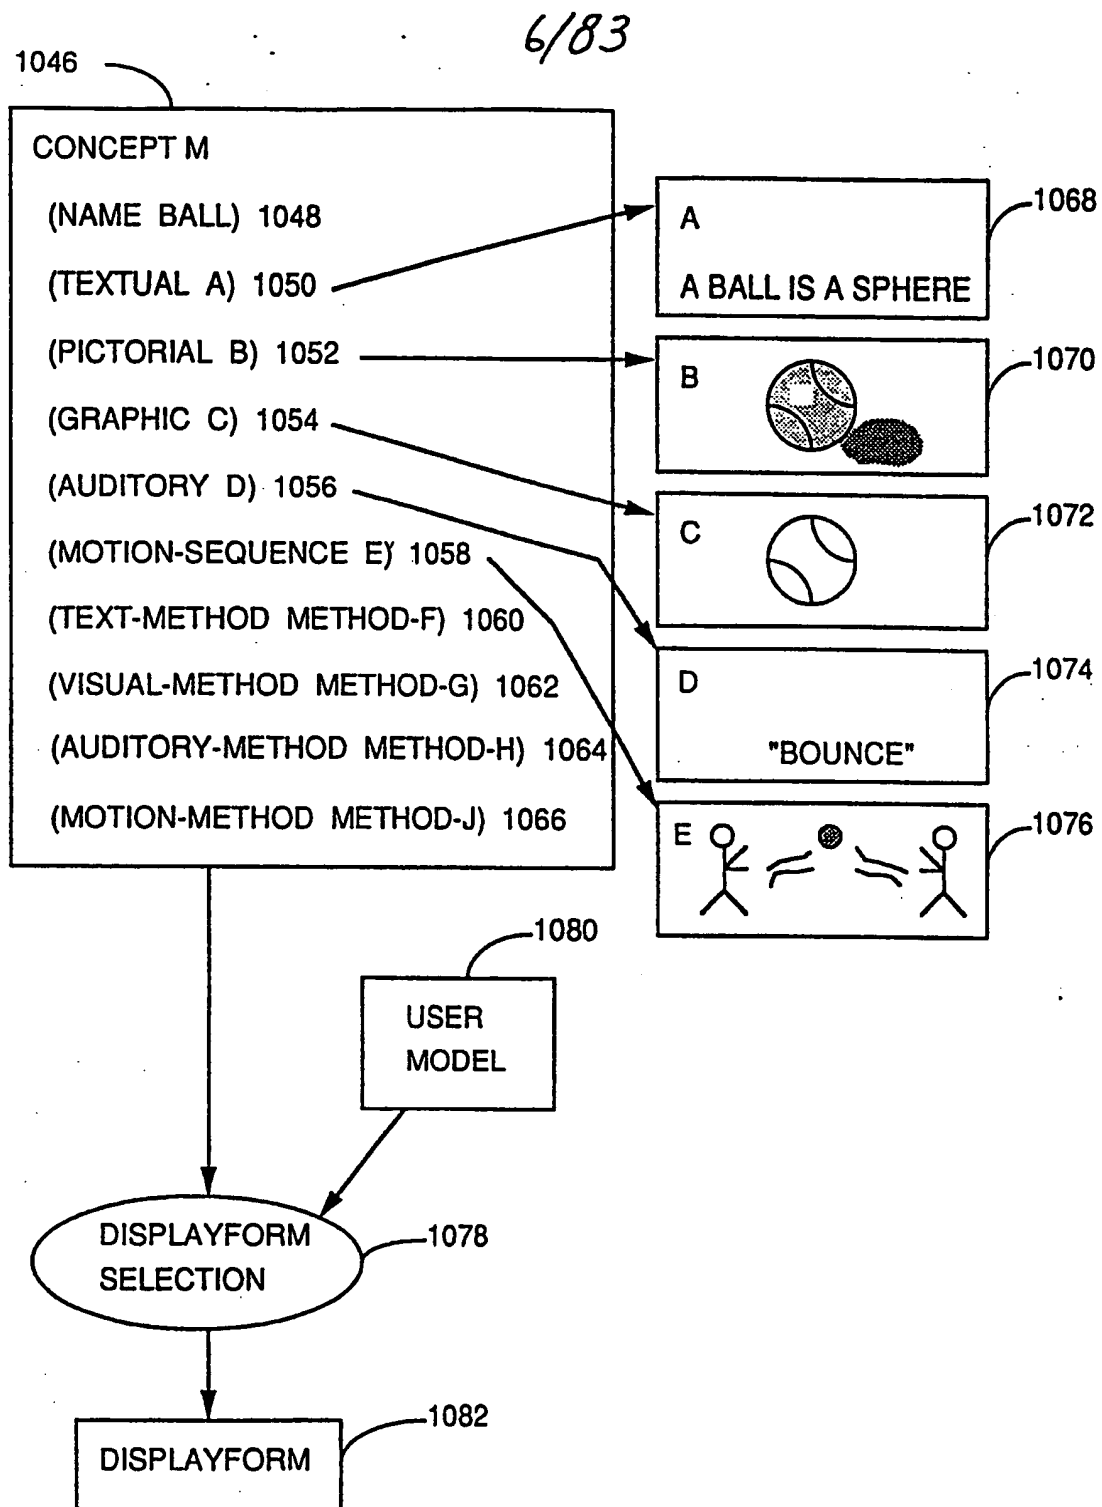 6/83
1046
CONCEPT M
(NAME BALL) 1048
(TEXTUAL A) 1050
(PICTORIAL B) 1052
(GRAPHIC C) 1054
(AUDITORY D) 1056
(MOTION-SEQUENCE E) 1058
(TEXT-METHOD METHOD-F) 1060
(VISUAL-METHOD METHOD-G) 1062
(AUDITORY-METHOD METHOD-H) 1064
(MOTION-METHOD METHOD-J) 1066
A
1068
A BALL IS A SPHERE
B
1070
C
1072
D
1074
"BOUNCE"
E
1076
1080
USER
MODEL
DISPLAYFORM
SELECTION
1078
1082
DISPLAYFORM